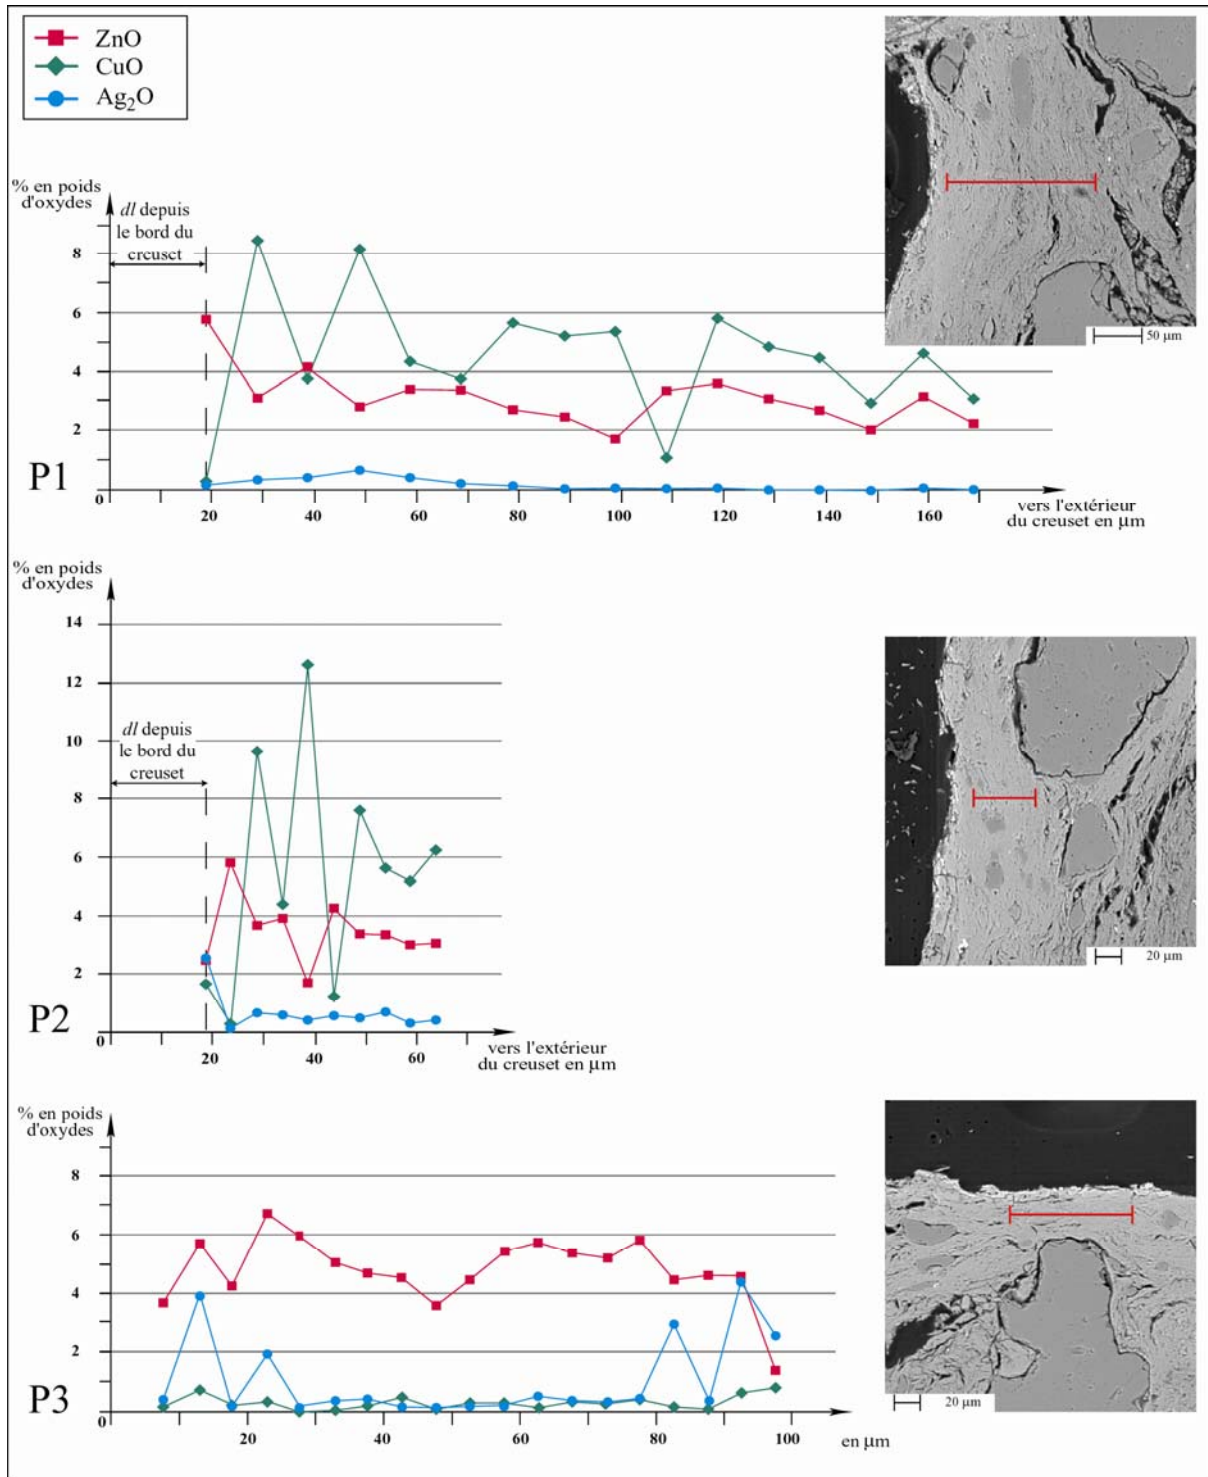 ZnO
CuO
Ag₂O
% en poids
d'oxydes
dl depuis
le bord du
creuset
8
6
4
2
0
P1
20
40
60
80
100
120
140
160
vers l'extérieur
du creuset en µm
50 µm
% en poids
d'oxydes
14
12
10
8
6
4
2
0
dl depuis
le bord du
creuset
P2
20
40
60
vers l'extérieur
du creuset en µm
20 µm
% en poids
d'oxydes
8
6
4
2
0
P3
20
40
60
80
100
en µm
20 µm